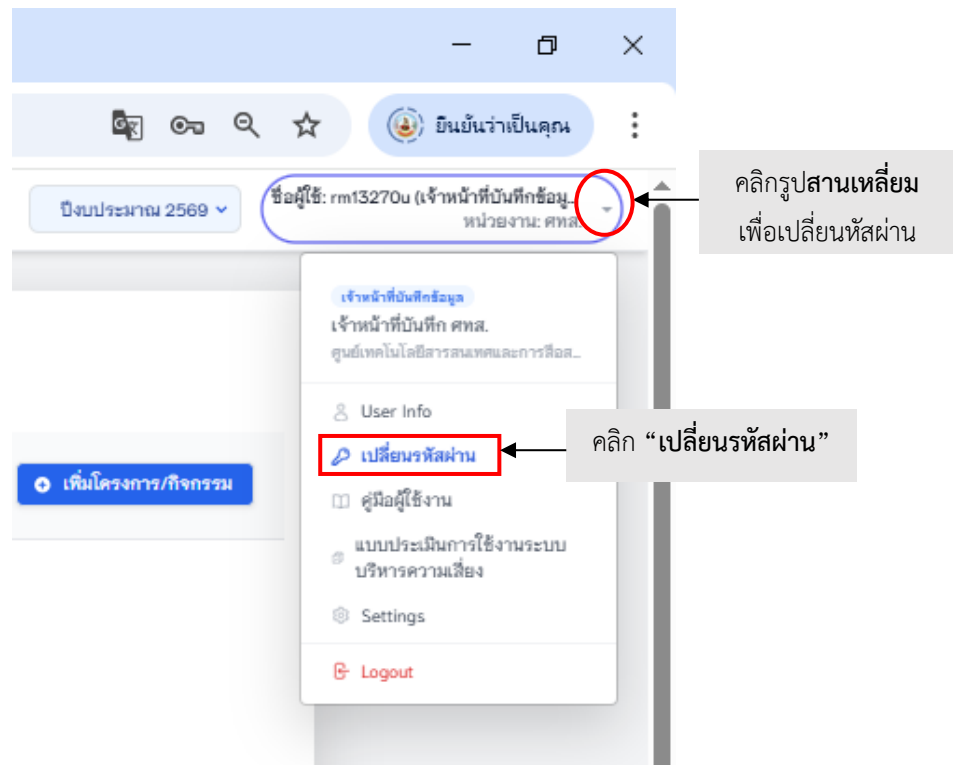 ยืนยันว่าเป็นคุณ
ปีงบประมาณ 2569
ชื่อผู้ใช้: rm13270u (เจ้าหน้าที่บันทึกข้อมู...
หน่วยงาน: ศทส.
คลิกรูปสานเหลี่ยม
เพื่อเปลี่ยนหัสผ่าน
เจ้าหน้าที่บันทึกข้อมูล
เจ้าหน้าที่บันทึก ศทส.
ศูนย์เทคโนโลยีสารสนเทศและการสื่อส...
User Info
เปลี่ยนรหัสผ่าน
คลิก “เปลี่ยนรหัสผ่าน”
เพิ่มโครงการ/กิจกรรม
คู่มือผู้ใช้งาน
แบบประเมินการใช้งานระบบ
บริหารความเสี่ยง
Settings
Logout